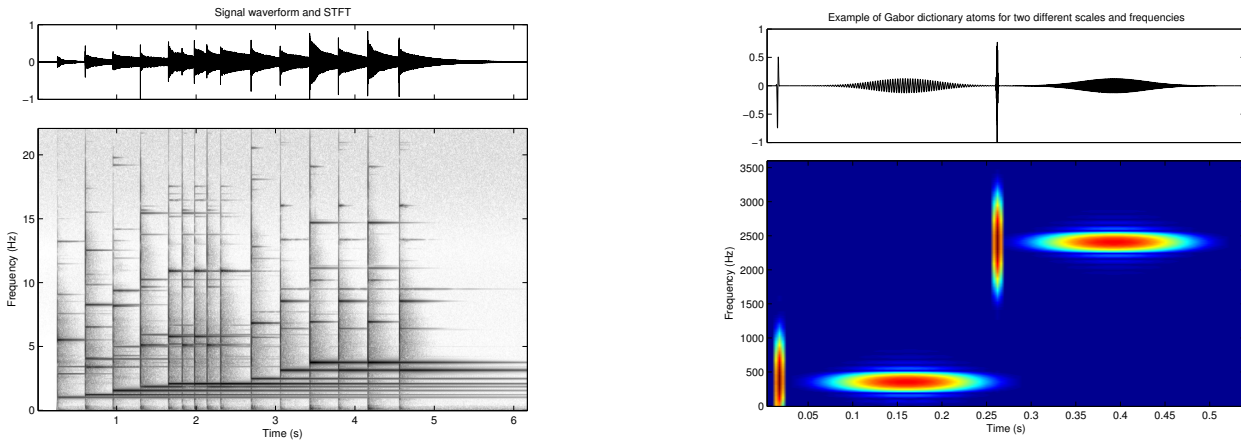 Signal waveform and STFT
1
0
−1
20
15
10
5
0
Frequency (Hz)
1 2 3 4 5 6
Time (s)
Example of Gabor dictionary atoms for two different scales and frequencies
1
0.5
0
−0.5
−1
3500
3000
2500
2000
1500
1000
500
0
Frequency (Hz)
0.05 0.1 0.15 0.2 0.25 0.3 0.35 0.4 0.45 0.5
Time (s)